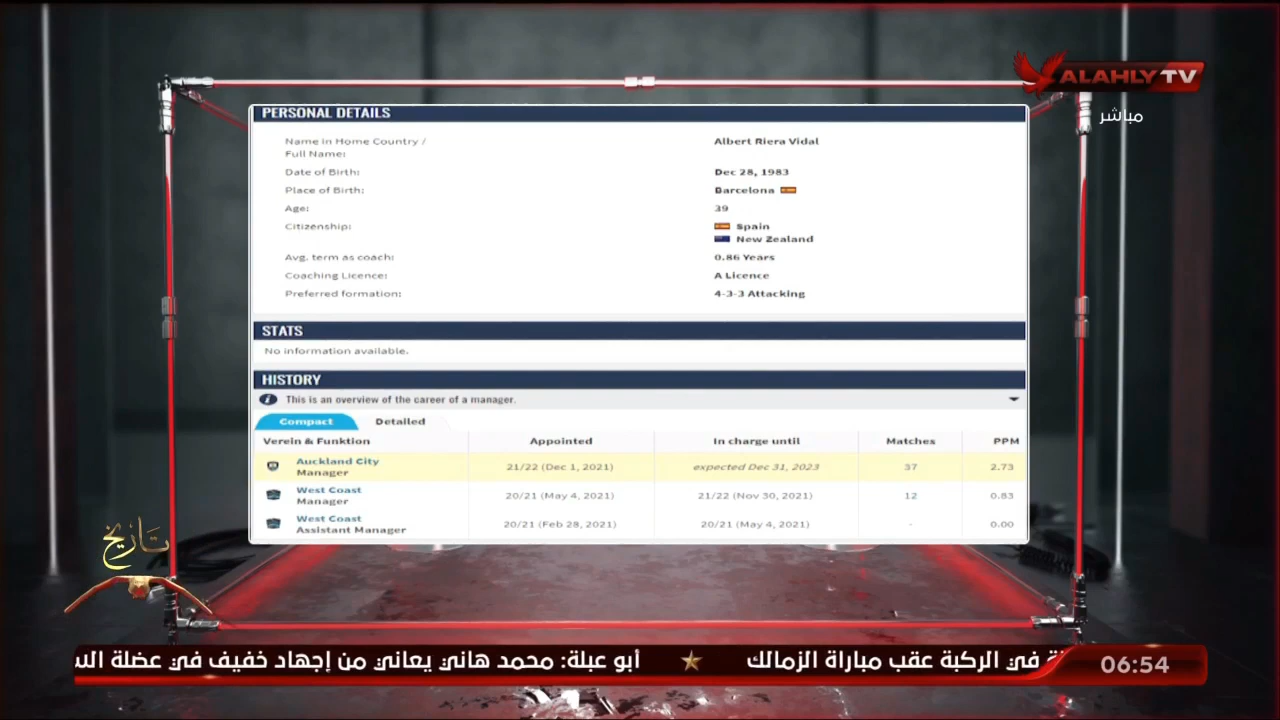 ALAHLY TV
مباشر
PERSONAL DETAILS
Name in Home Country / Full Name: Albert Riera Vidal
Date of Birth: Dec 28, 1983
Place of Birth: Barcelona
Age: 39
Citizenship: Spain
New Zealand
Avg. term as coach: 0.86 Years
Coaching Licence: A Licence
Preferred formation: 4-3-3 Attacking
STATS
No information available.
HISTORY
This is an overview of the career of a manager.
Compact Detailed
Verein & Funktion Appointed In charge until Matches PPM
Auckland City Manager 21/22 (Dec 1, 2021) expected Dec 31, 2023 37 2.73
West Coast Manager 20/21 (May 4, 2021) 21/22 (Nov 30, 2021) 12 0.83
West Coast Assistant Manager 20/21 (Feb 28, 2021) 20/21 (May 4, 2021) - 0.00
تاريخ
في الركبة عقب مباراة الزمالك ★ أبو عبلة: محمد هاني يعاني من إجهاد خفيف في عضلة
06:54